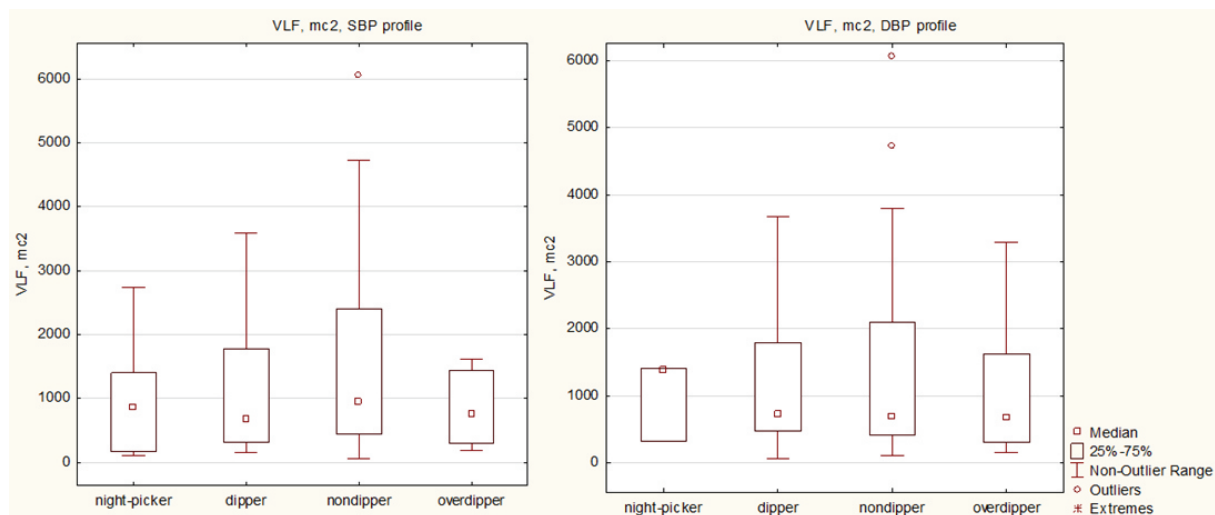 VLF, mc2, SBP profile
VLF, mc2
6000
5000
4000
3000
2000
1000
0
night-picker dipper nondipper overdipper
VLF, mc2, DBP profile
VLF, mc2
6000
5000
4000
3000
2000
1000
0
night-picker dipper nondipper overdipper
Median
25%-75%
Non-Outlier Range
Outliers
Extremes